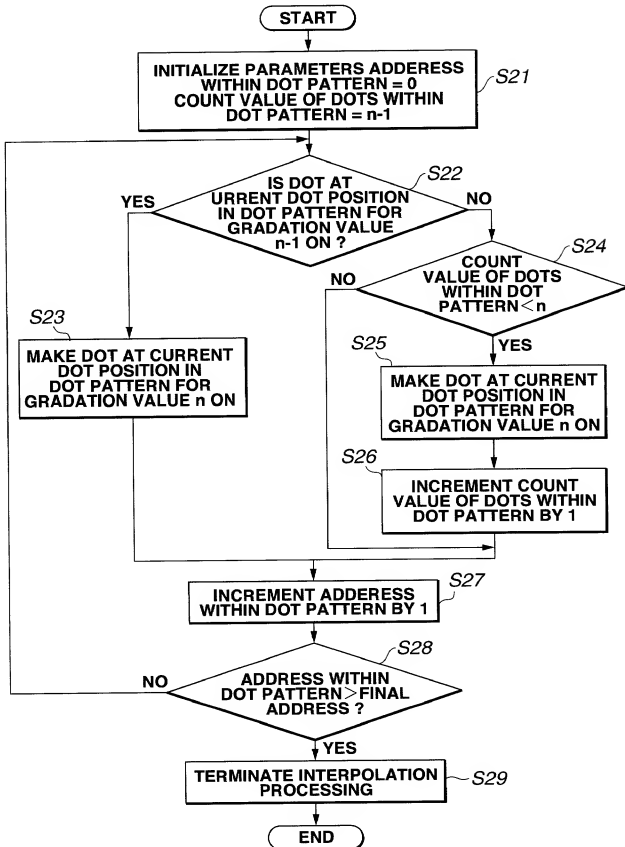 START
INITIALIZE PARAMETERS ADDERESS
WITHIN DOT PATTERN = 0
COUNT VALUE OF DOTS WITHIN
DOT PATTERN = n-1
S21
IS DOT AT
URRENT DOT POSITION
IN DOT PATTERN FOR
GRADATION VALUE
n-1 ON ?
S22
YES
NO
COUNT
VALUE OF DOTS
WITHIN DOT
PATTERN<n
S24
NO
YES
S23
MAKE DOT AT CURRENT
DOT POSITION IN
DOT PATTERN FOR
GRADATION VALUE n ON
S25
MAKE DOT AT CURRENT
DOT POSITION IN
DOT PATTERN FOR
GRADATION VALUE n ON
S26
INCREMENT COUNT
VALUE OF DOTS WITHIN
DOT PATTERN BY 1
INCREMENT ADDERESS
WITHIN DOT PATTERN BY 1
S27
ADDRESS WITHIN
DOT PATTERN>FINAL
ADDRESS ?
S28
NO
YES
TERMINATE INTERPOLATION
PROCESSING
S29
END